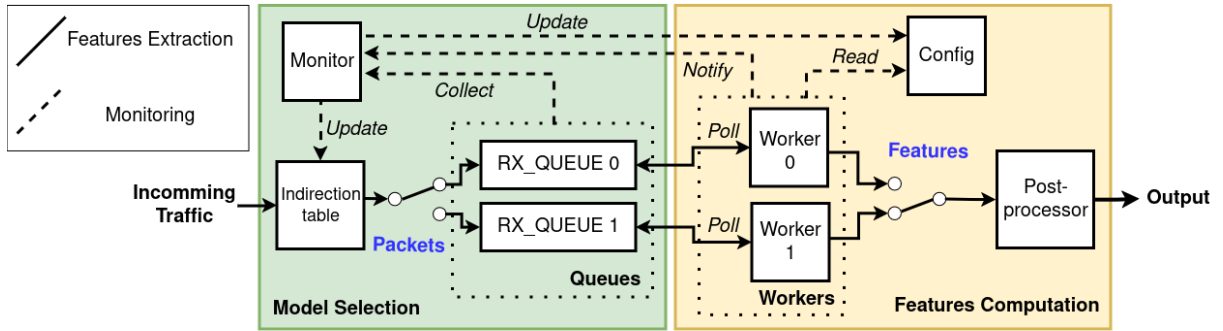 Features Extraction
Monitoring
Monitor
Update
Config
Notify
Read
Collect
Update
Incomming
Traffic
Indirection
table
Packets
RX_QUEUE 0
RX_QUEUE 1
Queues
Model Selection
Poll
Worker
0
Poll
Worker
1
Workers
Features
Post-
processor
Output
Features Computation